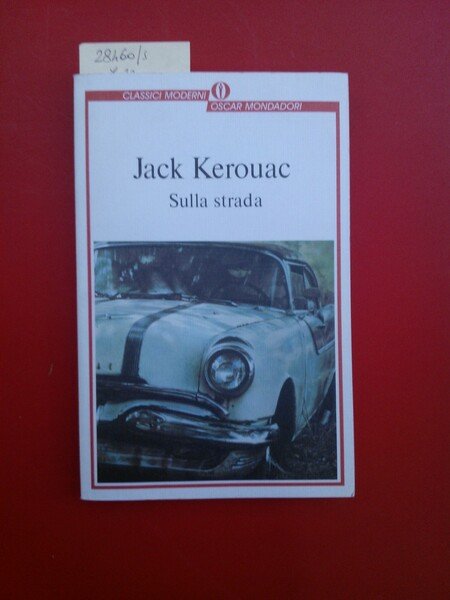 28460/s
CLASSICI MODERNI
OSCAR MONDADORI
Jack Kerouac
Sulla strada